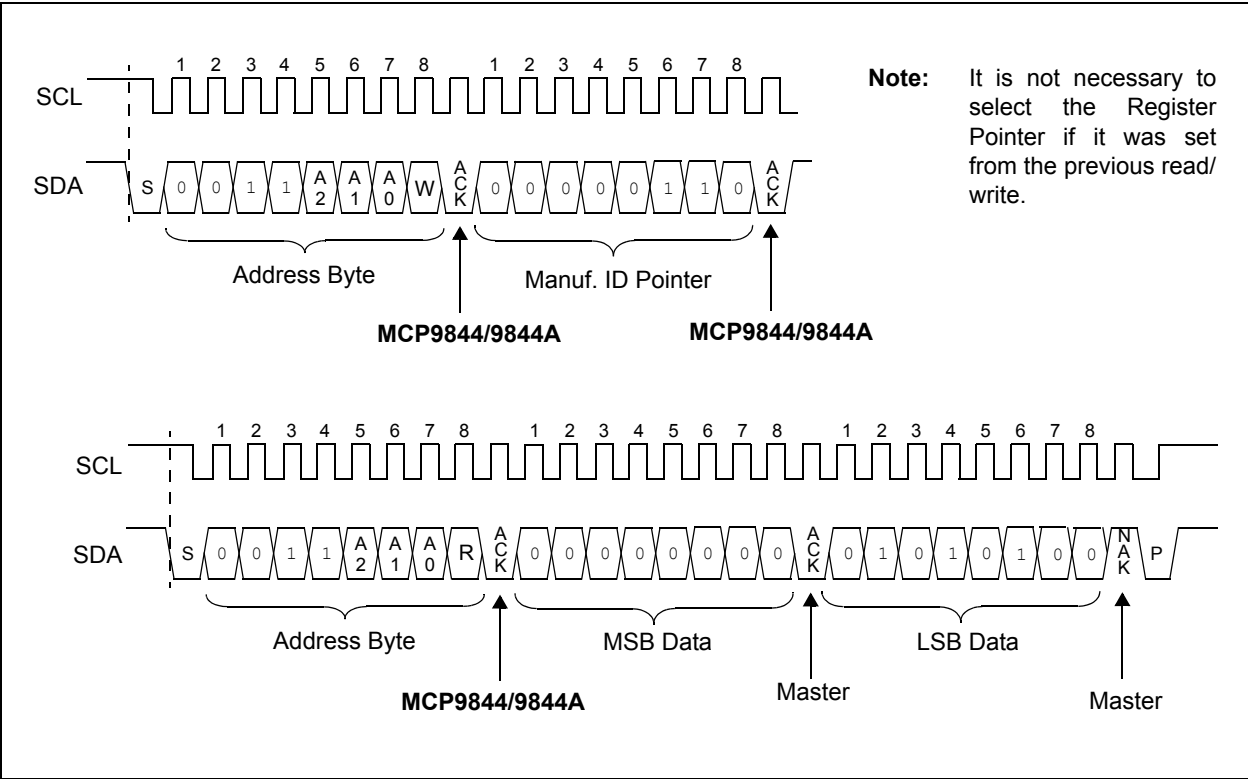 1 2 3 4 5 6 7 8 1 2 3 4 5 6 7 8
SCL
SDA
S 0 0 1 1 A2 A1 A0 W ACK 0 0 0 0 0 1 1 0 ACK
Address Byte
Manuf. ID Pointer
MCP9844/9844A
MCP9844/9844A
Note: It is not necessary to
select the Register
Pointer if it was set
from the previous read/
write.
1 2 3 4 5 6 7 8 1 2 3 4 5 6 7 8 1 2 3 4 5 6 7 8
SCL
SDA
S 0 0 1 1 A2 A1 A0 R ACK 0 0 0 0 0 0 0 0 ACK 0 1 0 1 0 1 0 0 NAK P
Address Byte
MSB Data
LSB Data
MCP9844/9844A
Master
Master